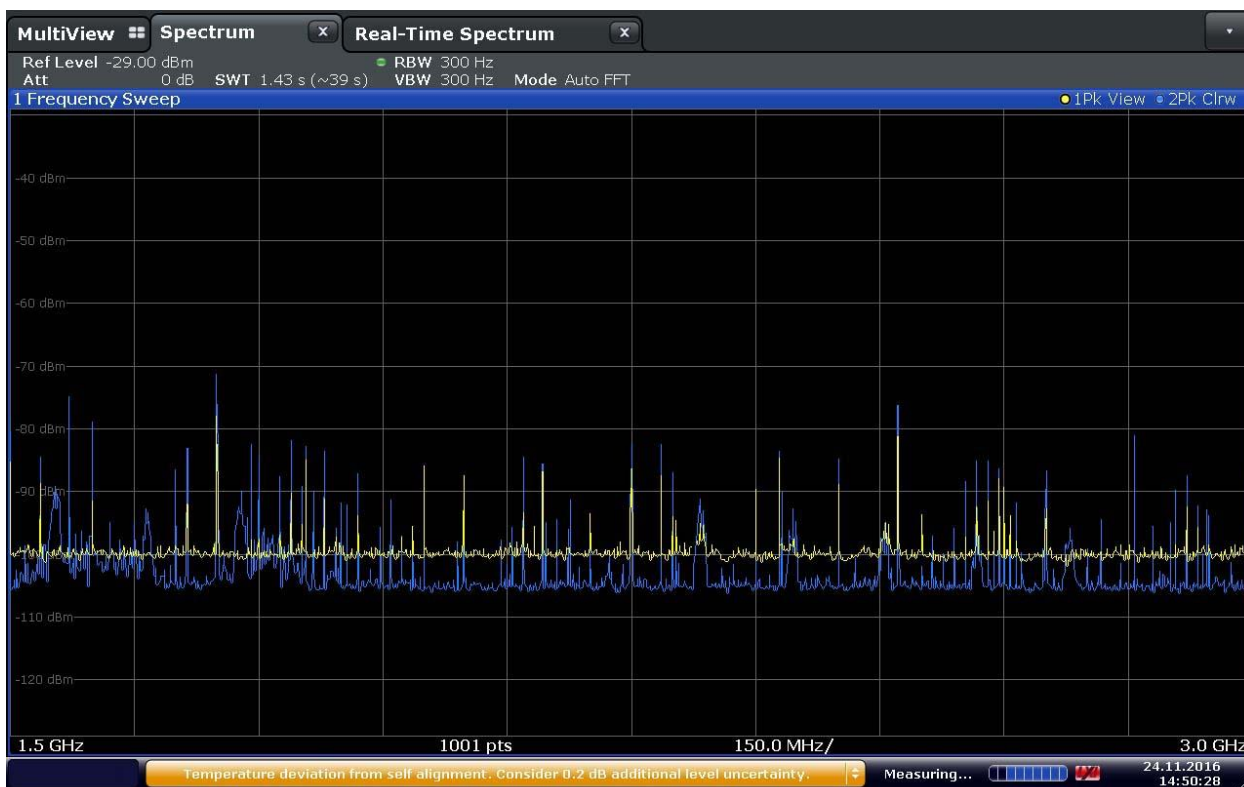 MultiView Spectrum X Real-Time Spectrum X
Ref Level -29.00 dBm RBW 300 Hz
Att 0 dB SWT 1.43 s (~39 s) VBW 300 Hz Mode Auto FFT
1 Frequency Sweep 1Pk View 2Pk Clrw
-40 dBm
-50 dBm
-60 dBm
-70 dBm
-80 dBm
-90 dBm
-110 dBm
-120 dBm
1.5 GHz 1001 pts 150.0 MHz/ 3.0 GHz
Temperature deviation from self alignment. Consider 0.2 dB additional level uncertainty. Measuring... 24.11.2016
14:50:28